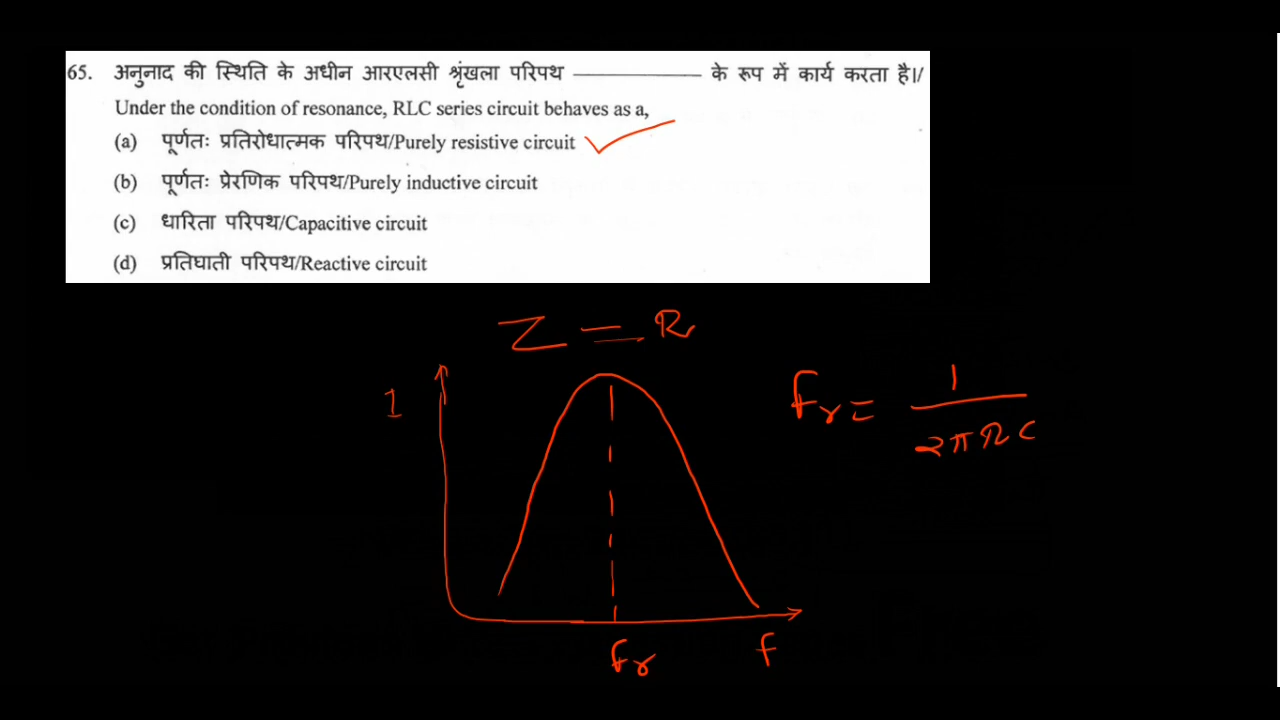 65. अनुनाद की स्थिति के अधीन आरएलसी श्रृंखला परिपथ ———— के रूप में कार्य करता है।/
Under the condition of resonance, RLC series circuit behaves as a,
(a) पूर्णतः प्रतिरोधात्मक परिपथ/Purely resistive circuit
(b) पूर्णतः प्रेरणिक परिपथ/Purely inductive circuit
(c) धारिता परिपथ/Capacitive circuit
(d) प्रतिघाती परिपथ/Reactive circuit
Z = R
I
fr = 1
2πRC
fr
f